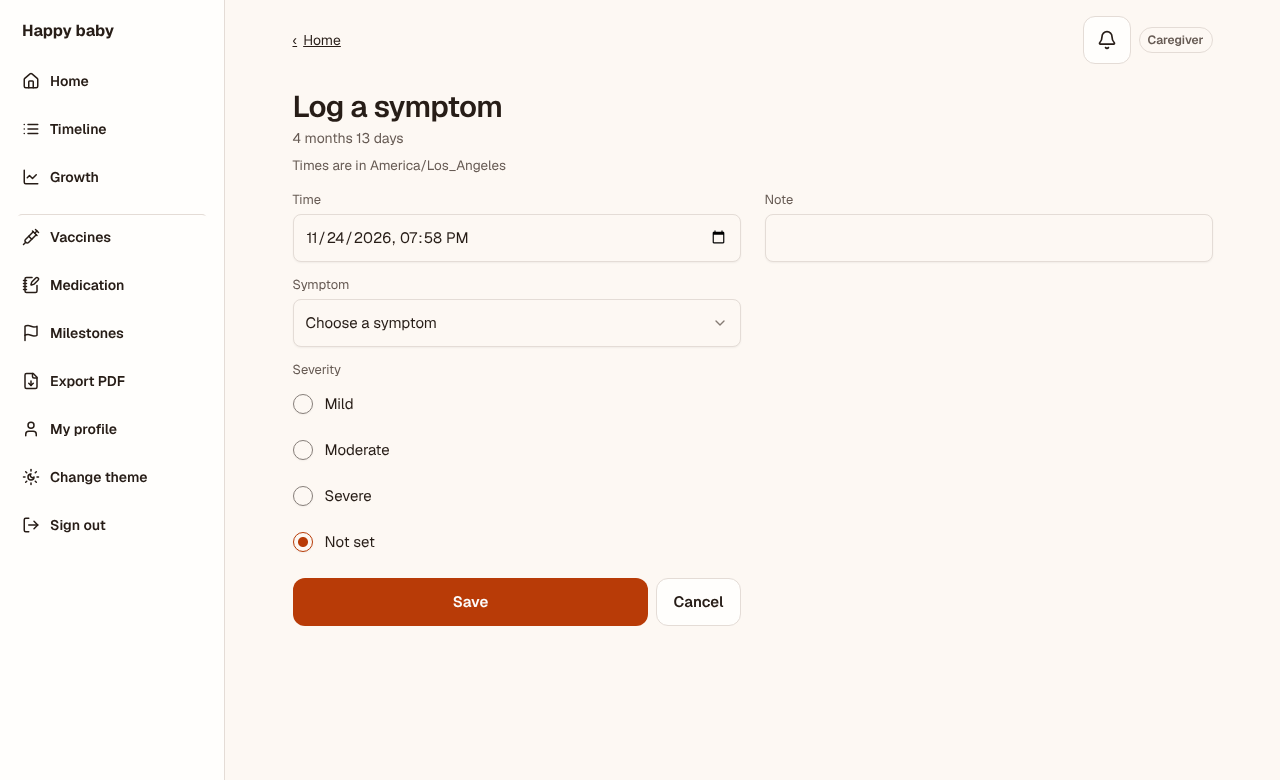 Happy baby
Home
Timeline
Growth
Vaccines
Medication
Milestones
Export PDF
My profile
Change theme
Sign out
‹ Home
Caregiver
Log a symptom
4 months 13 days
Times are in America/Los_Angeles
Time
11/24/2026, 07:58 PM
Note
Symptom
Choose a symptom
Severity
Mild
Moderate
Severe
Not set
Save
Cancel